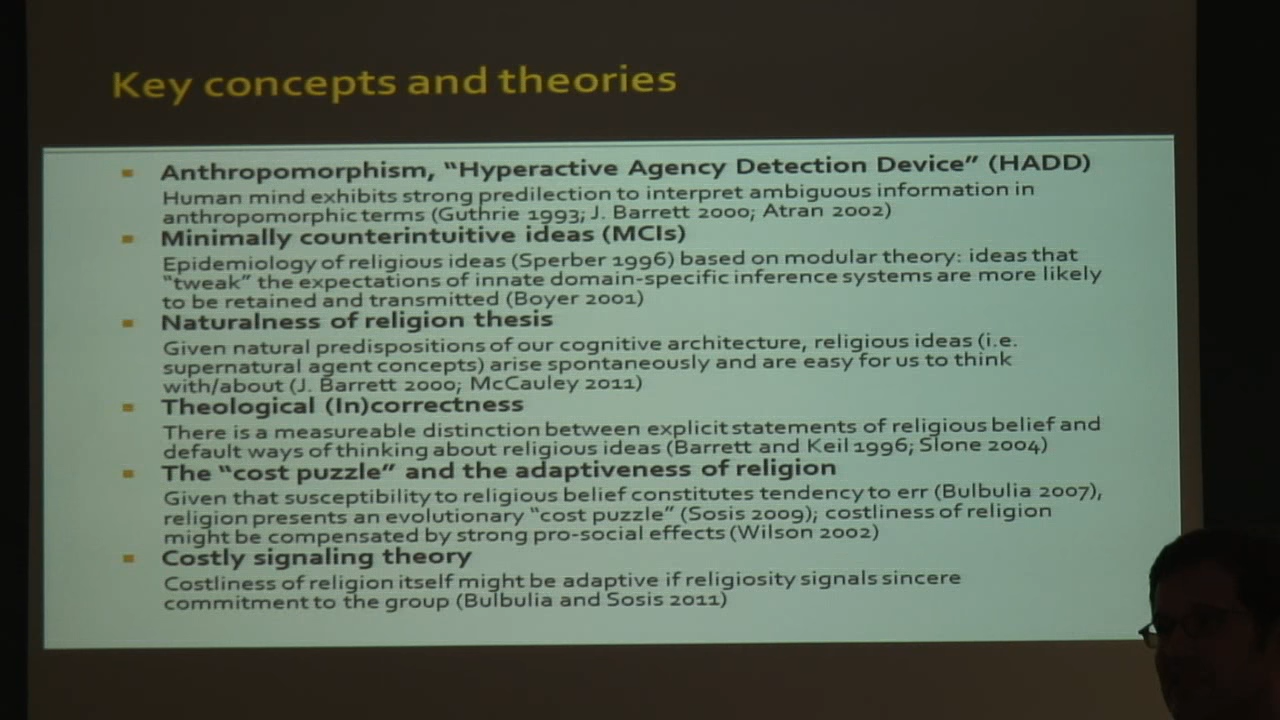 Key concepts and theories
Anthropomorphism, "Hyperactive Agency Detection Device" (HADD)
Human mind exhibits strong predilection to interpret ambiguous information in
anthropomorphic terms (Guthrie 1993; J. Barrett 2000; Atran 2002)
Minimally counterintuitive ideas (MCIs)
Epidemiology of religious ideas (Sperber 1996) based on modular theory: ideas that
"tweak" the expectations of innate domain-specific inference systems are more likely
to be retained and transmitted (Boyer 2001)
Naturalness of religion thesis
Given natural predispositions of our cognitive architecture, religious ideas (i.e.
supernatural agent concepts) arise spontaneously and are easy for us to think
with/about (J. Barrett 2000; McCauley 2011)
Theological (In)correctness
There is a measureable distinction between explicit statements of religious belief and
default ways of thinking about religious ideas (Barrett and Keil 1996; Slone 2004)
The "cost puzzle" and the adaptiveness of religion
Given that susceptibility to religious belief constitutes tendency to err (Bulbulia 2007),
religion presents an evolutionary "cost puzzle" (Sosis 2009); costliness of religion
might be compensated by strong pro-social effects (Wilson 2002)
Costly signaling theory
Costliness of religion itself might be adaptive if religiosity signals sincere
commitment to the group (Bulbulia and Sosis 2011)